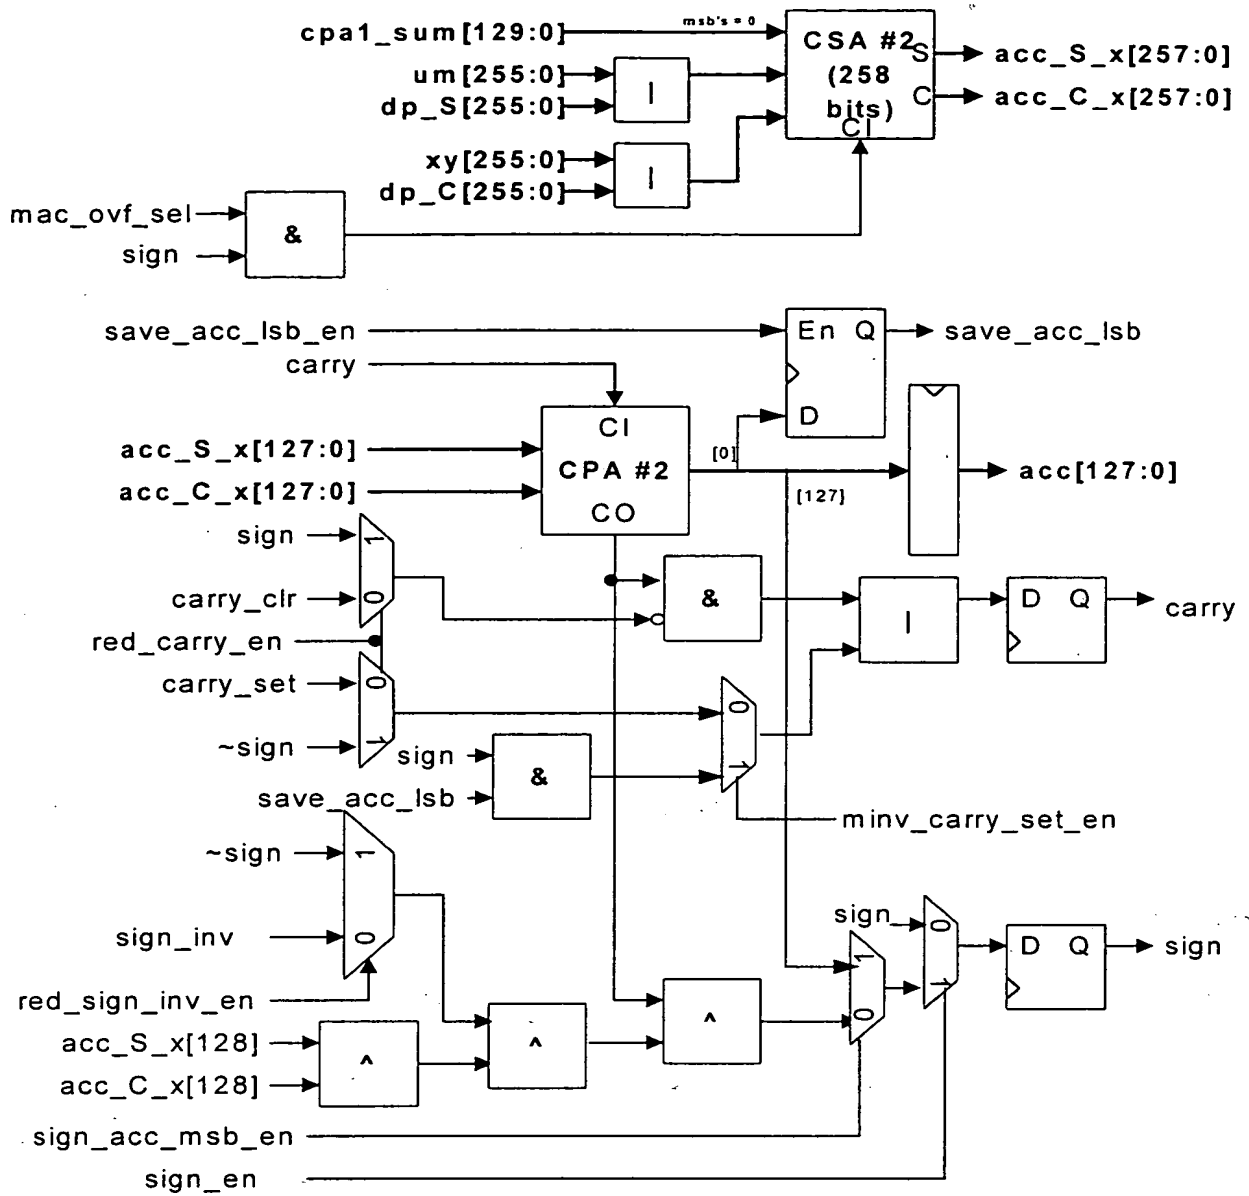 cpa1_sum[129:0]
msb's = 0
CSA #2
(258
bits)
S
C
CI
acc_S_x[257:0]
acc_C_x[257:0]
um[255:0]
dp_S[255:0]
|
xy[255:0]
dp_C[255:0]
|
mac_ovf_sel
sign
&
save_acc_lsb_en
En Q
D
save_acc_lsb
carry
CI
CPA #2
CO
acc_S_x[127:0]
acc_C_x[127:0]
[0]
[127}
acc[127:0]
sign
1
carry_clr
0
red_carry_en
carry_set
0
~sign
1
&
|
D Q
carry
sign
save_acc_lsb
&
0
1
minv_carry_set_en
~sign
1
sign_inv
0
red_sign_inv_en
acc_S_x[128]
acc_C_x[128]
^
^
^
sign
1
0
0
1
D Q
sign
sign_acc_msb_en
sign_en